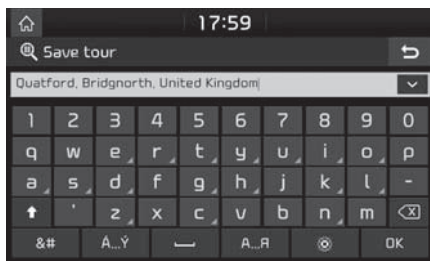 17:59
Save tour
Quatford, Bridgnorth, United Kingdom
1 2 3 4 5 6 7 8 9 0
q w e r t y u i o p
a s d f g h j k l -
' z x c v b n m
&# Á...Ý A...Я OK